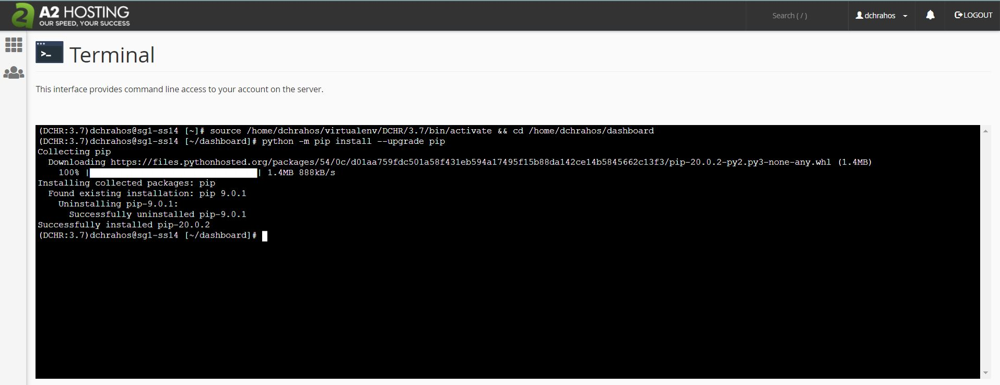 A2 HOSTING
OUR SPEED, YOUR SUCCESS
Search ( / )
dchrahos
LOGOUT
>_
Terminal
This interface provides command line access to your account on the server.
(DCHR:3.7)dchrahos@sg1-ss14 [~]# source /home/dchrahos/virtualenv/DCHR/3.7/bin/activate && cd /home/dchrahos/dashboard
(DCHR:3.7)dchrahos@sg1-ss14 [~/dashboard]# python -m pip install --upgrade pip
Collecting pip
Downloading https://files.pythonhosted.org/packages/54/0c/d01aa759fdc501a58f431eb594a17495f15b88da142ce14b5845662c13f3/pip-20.0.2-py2.py3-none-any.whl (1.4MB)
100% | | 1.4MB 888kB/s
Installing collected packages: pip
Found existing installation: pip 9.0.1
Uninstalling pip-9.0.1:
Successfully uninstalled pip-9.0.1
Successfully installed pip-20.0.2
(DCHR:3.7)dchrahos@sg1-ss14 [~/dashboard]#